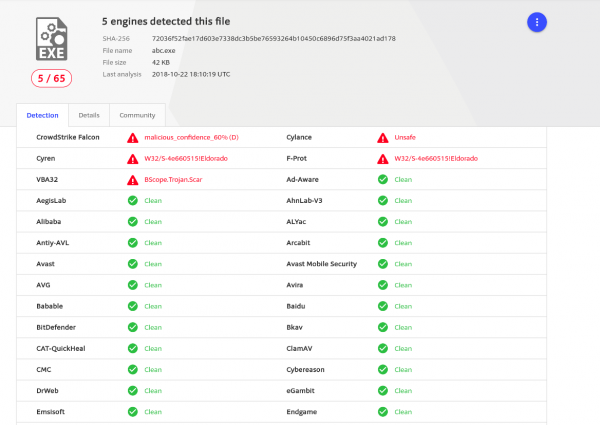 5 engines detected this file
SHA-256 72036f52fae17d603e7338dc3b5be76593264b10450c6896d75f3aa4021ad178
File name abc.exe
EXE
File size 42 KB
5 / 65
Last analysis 2018-10-22 18:10:19 UTC
Detection Details Community
CrowdStrike Falcon malicious_confidence_60% (D) Cylance Unsafe
Cyren W32/S-4e660515!Eldorado F-Prot W32/S-4e660515!Eldorado
VBA32 BScope.Trojan.Scar Ad-Aware Clean
AegisLab Clean AhnLab-V3 Clean
Alibaba Clean ALYac Clean
Antiy-AVL Clean Arcabit Clean
Avast Clean Avast Mobile Security Clean
AVG Clean Avira Clean
Babable Clean Baidu Clean
BitDefender Clean Bkav Clean
CAT-QuickHeal Clean ClamAV Clean
CMC Clean Cybereason Clean
DrWeb Clean eGambit Clean
Emsisoft Clean Endgame Clean